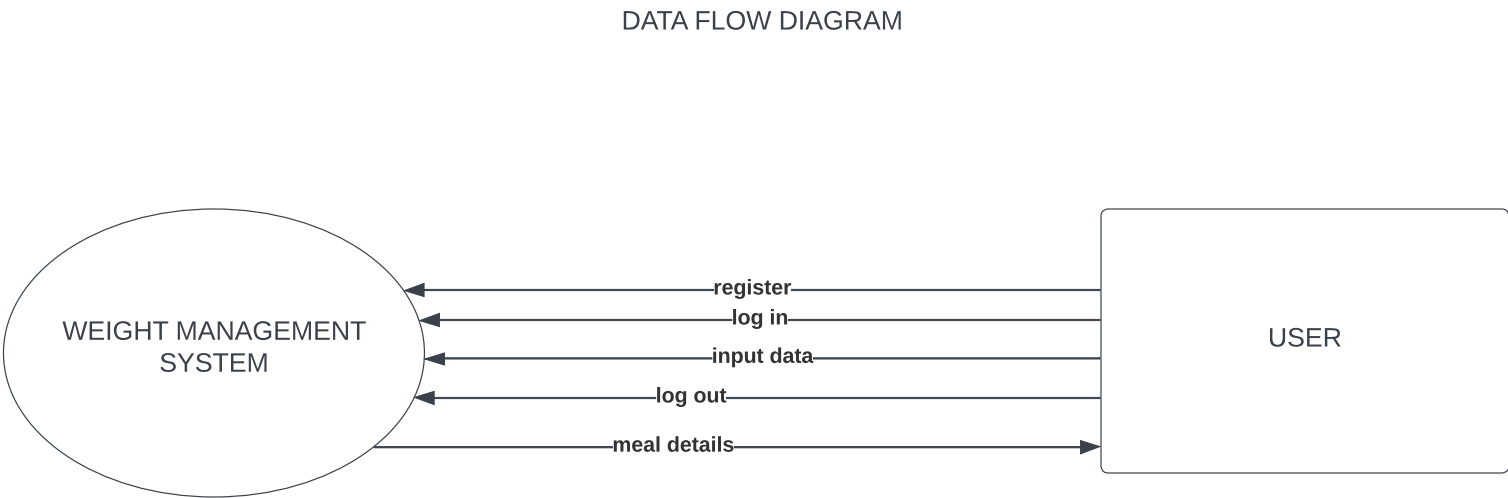 DATA FLOW DIAGRAM
WEIGHT MANAGEMENT
SYSTEM
register
log in
input data
log out
meal details
USER